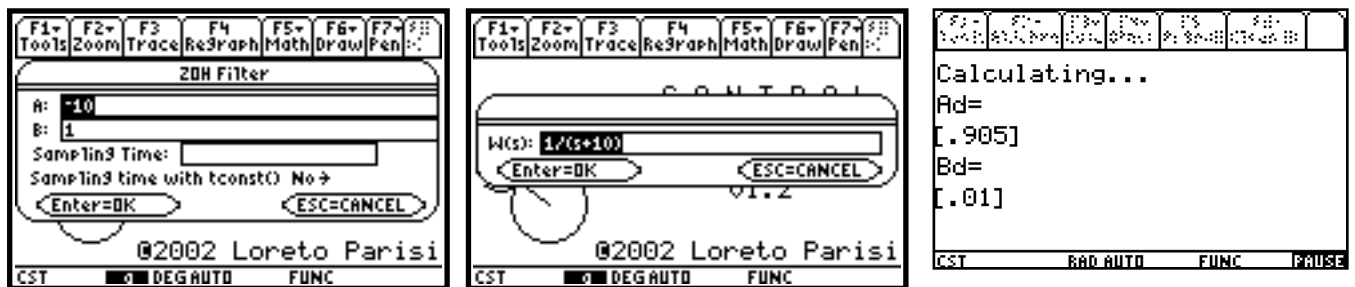 F1 F2 F3 F4 F5 F6 F7
Tools Zoom Trace ReGraph Math Draw Pen
ZOH Filter
A: -10
B: 1
Sampling Time:
Sampling time with tconst() No→
Enter=OK ESC=CANCEL
©2002 Loreto Parisi
CST DEG AUTO FUNC
F1 F2 F3 F4 F5 F6 F7
Tools Zoom Trace ReGraph Math Draw Pen
W(s): 1/(s+10)
Enter=OK ESC=CANCEL
V1.2
©2002 Loreto Parisi
CST DEG AUTO FUNC
Calculating...
Ad=
[.905]
Bd=
[.01]
CST RAD AUTO FUNC PAUSE